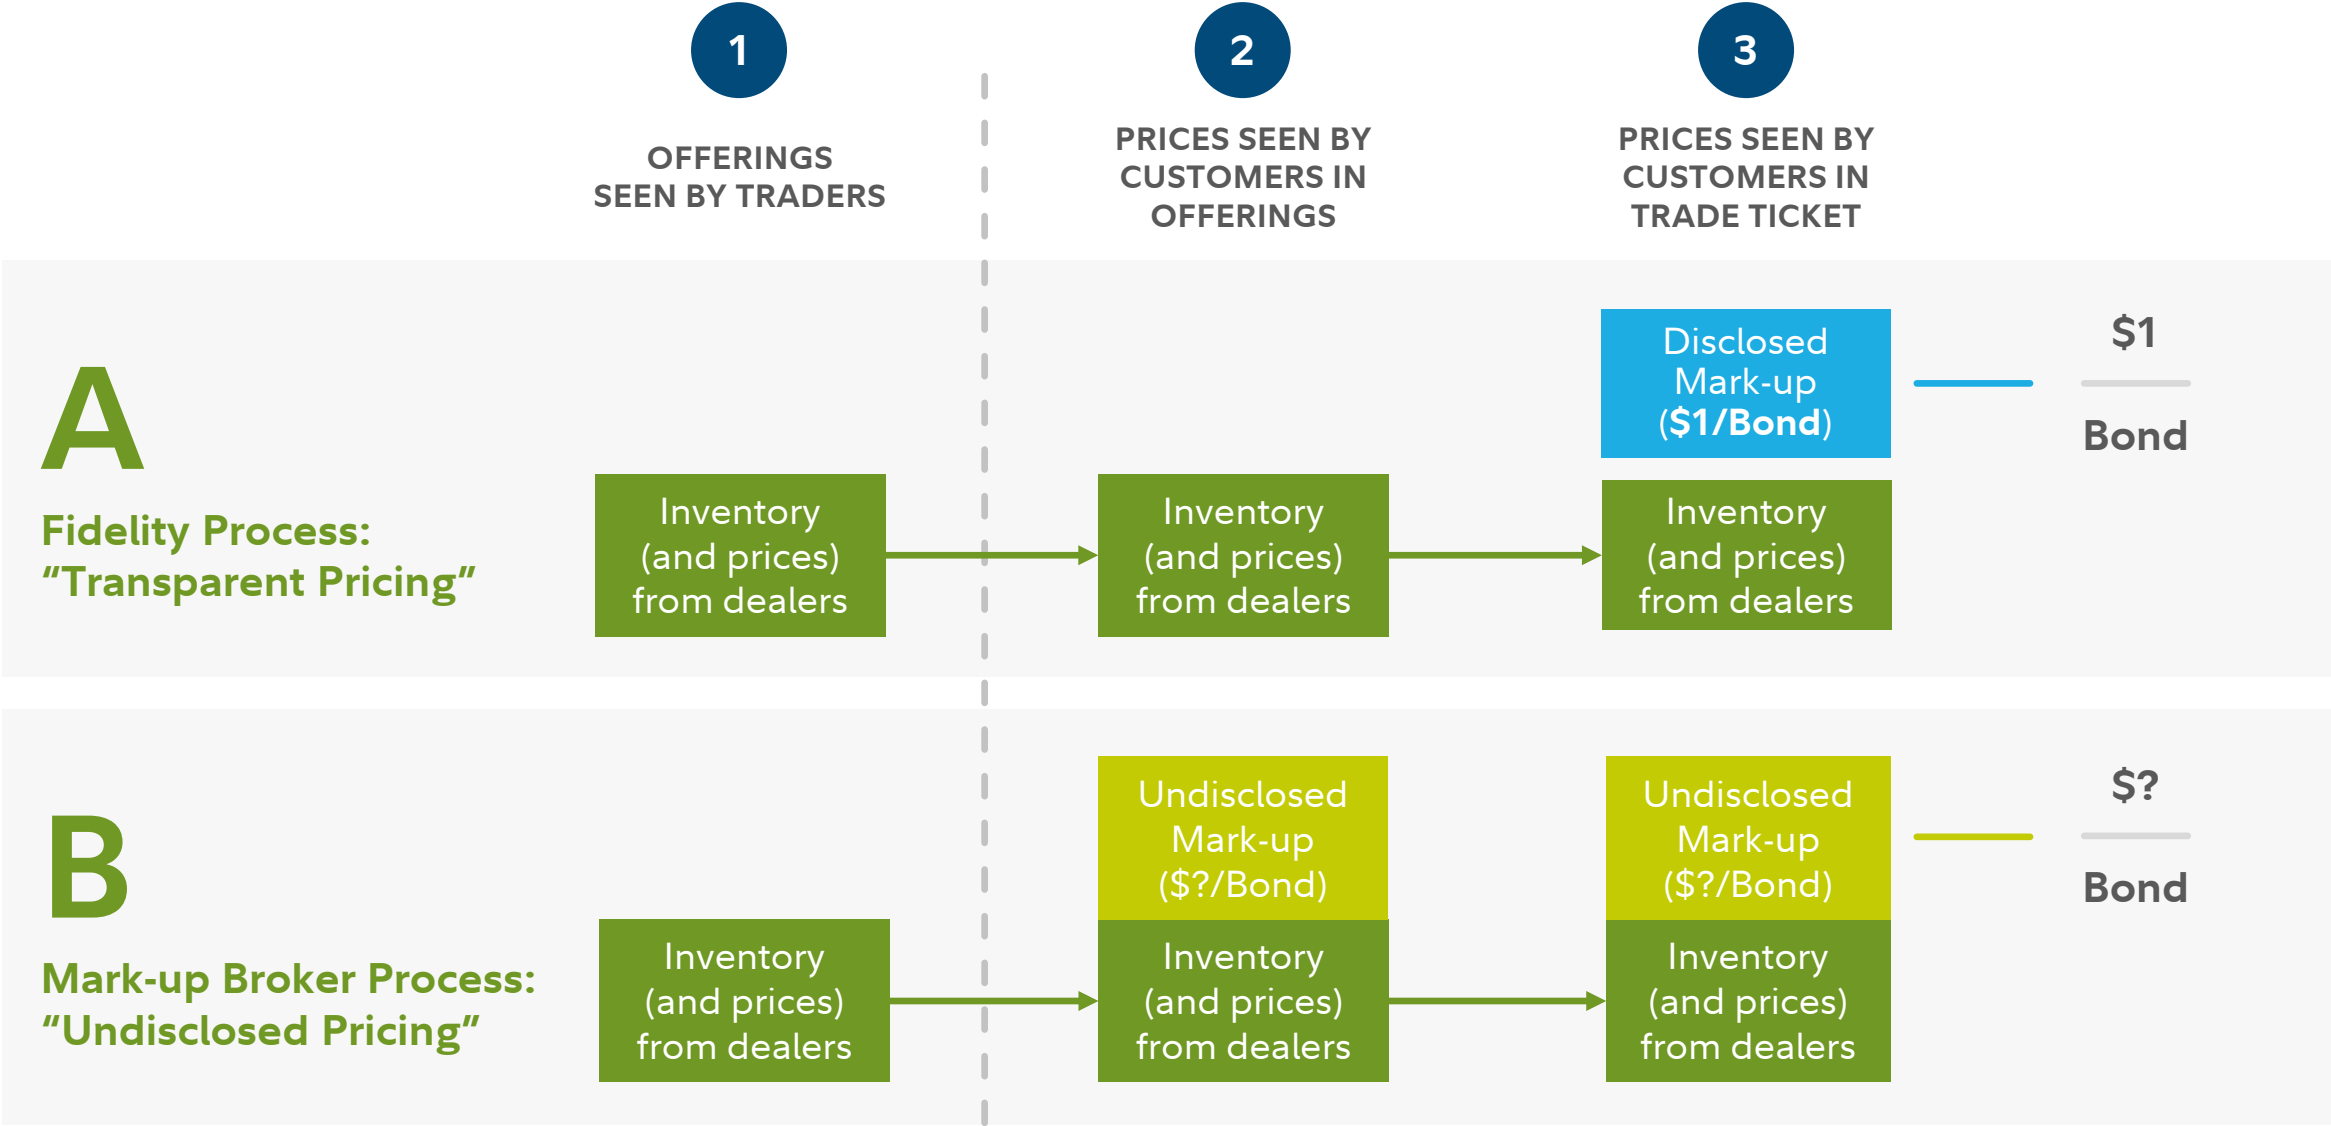 1
2
3
OFFERINGS
SEEN BY TRADERS
PRICES SEEN BY
CUSTOMERS IN
OFFERINGS
PRICES SEEN BY
CUSTOMERS IN
TRADE TICKET
A
Fidelity Process:
“Transparent Pricing”
Inventory
(and prices)
from dealers
Inventory
(and prices)
from dealers
Disclosed
Mark-up
($1/Bond)
Inventory
(and prices)
from dealers
$1
Bond
B
Mark-up Broker Process:
“Undisclosed Pricing”
Inventory
(and prices)
from dealers
Undisclosed
Mark-up
($?/Bond)
Inventory
(and prices)
from dealers
Undisclosed
Mark-up
($?/Bond)
Inventory
(and prices)
from dealers
$?
Bond